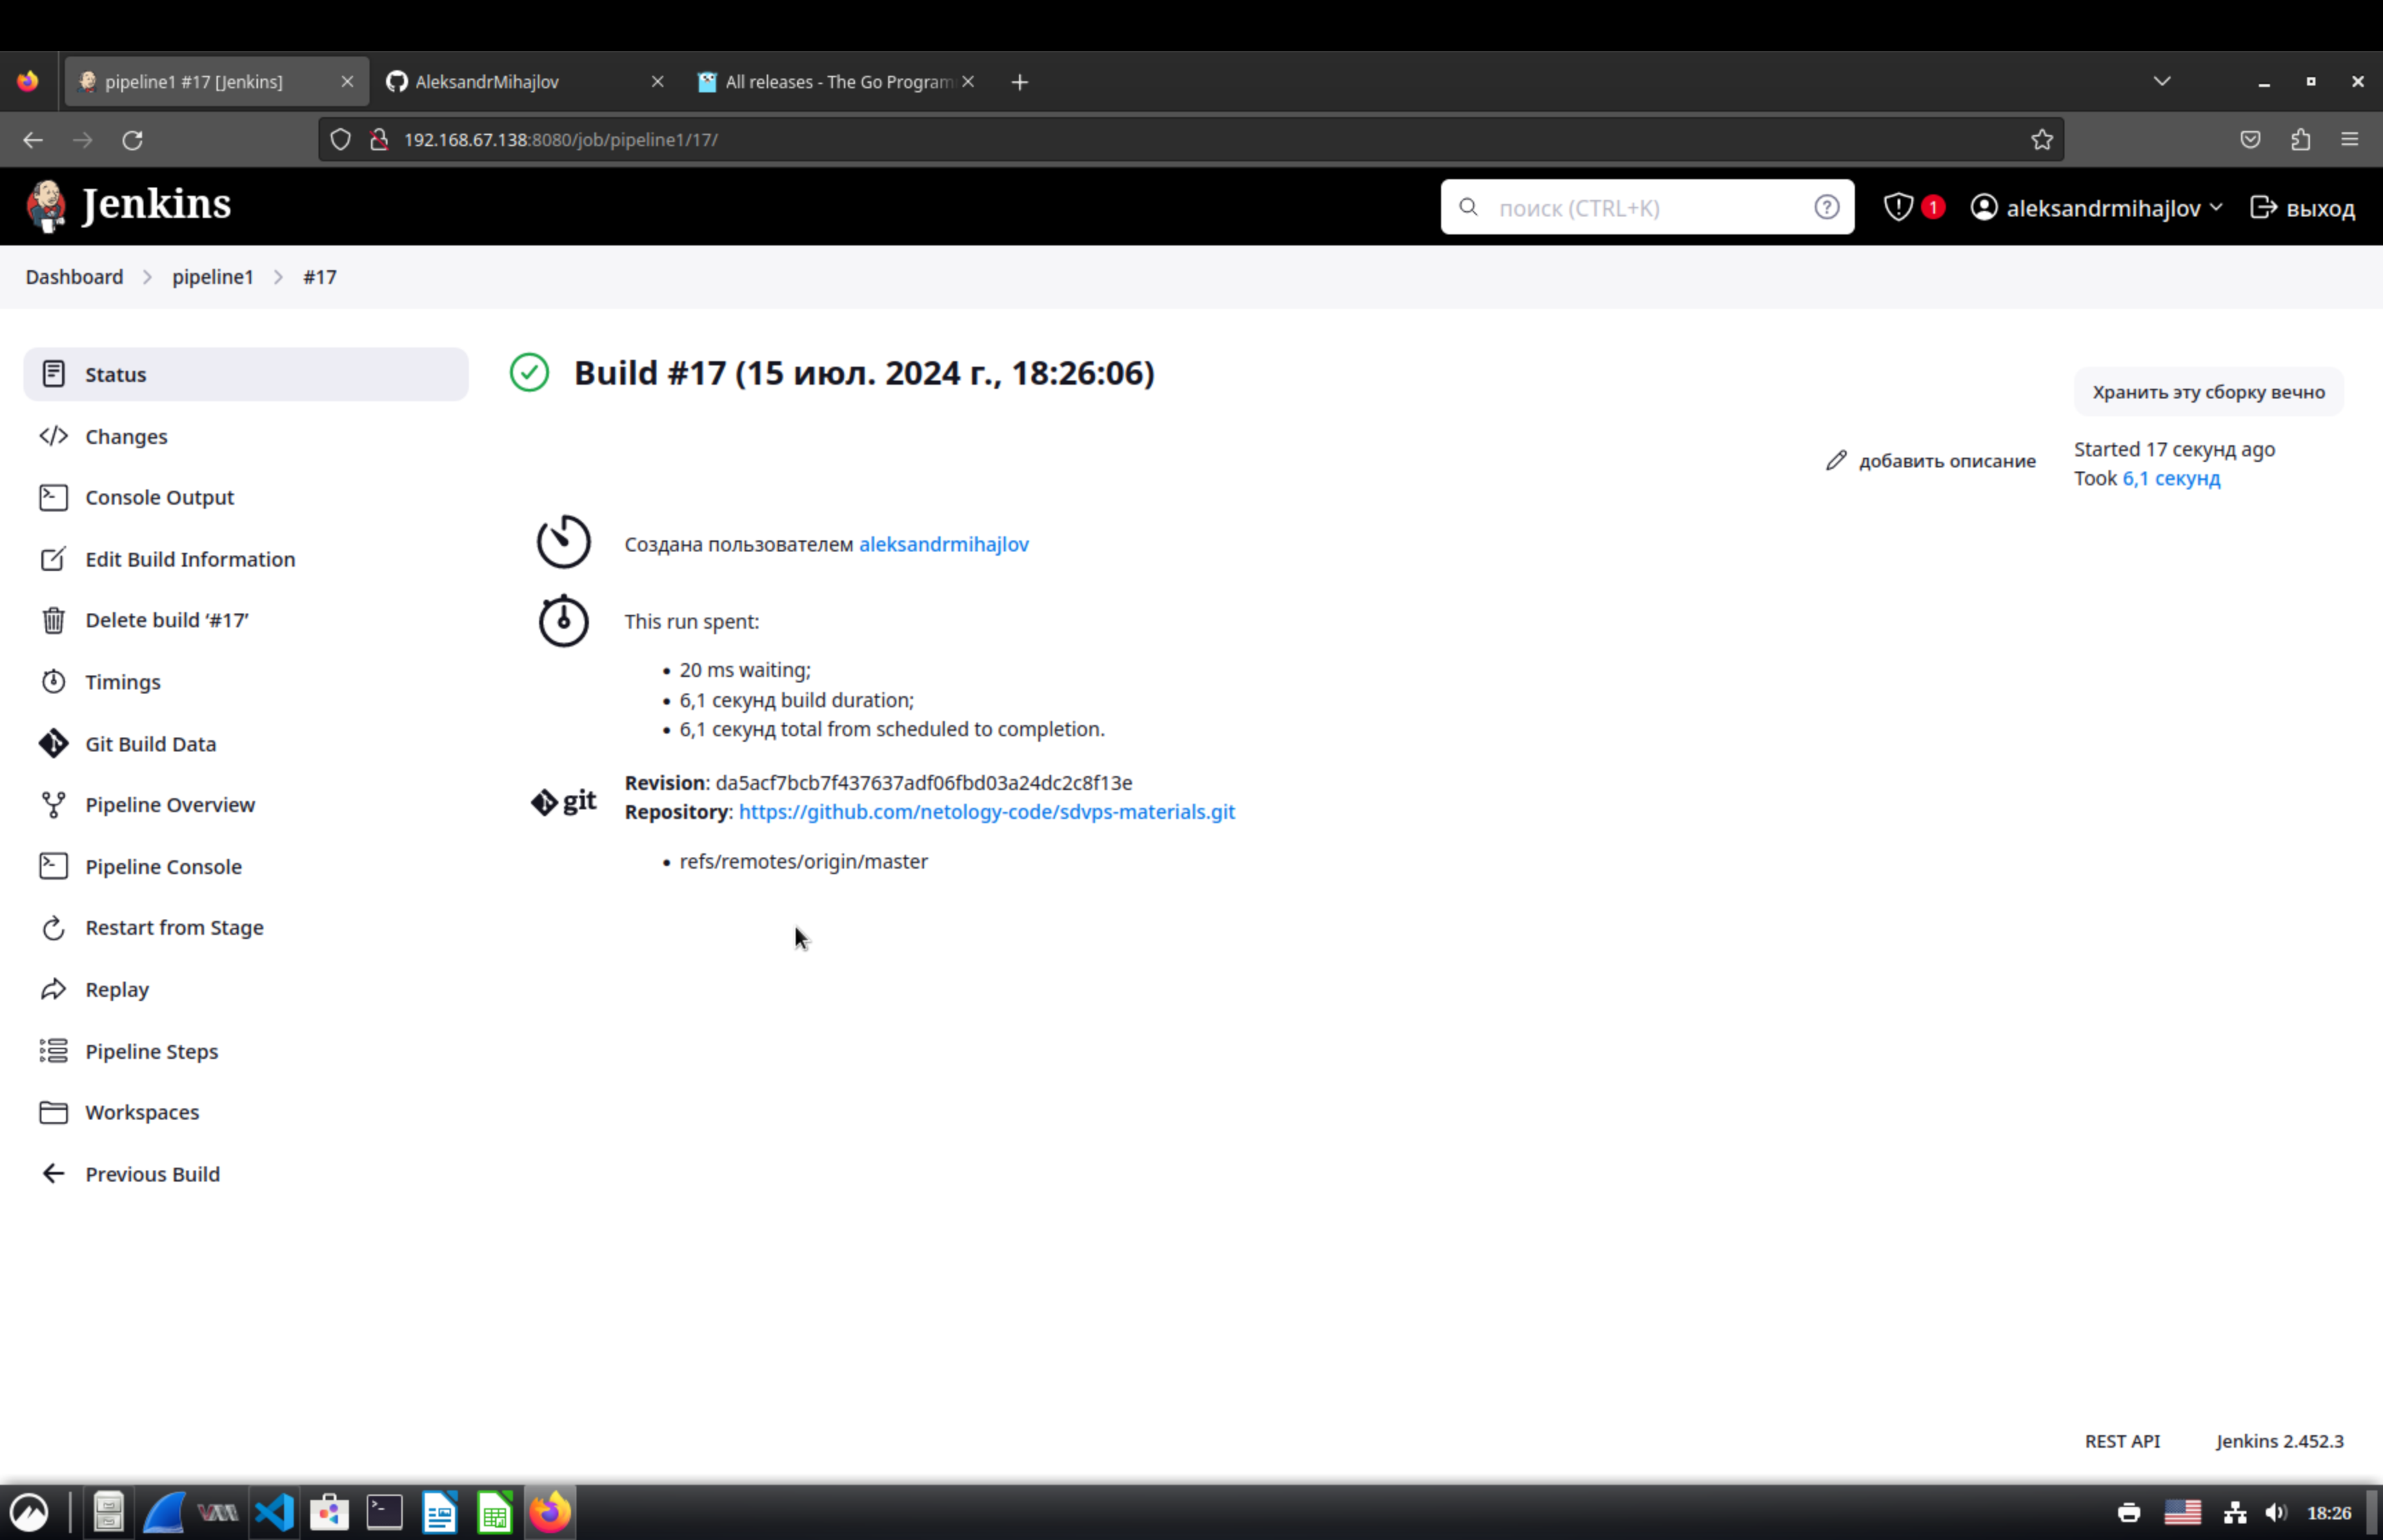 pipeline1 #17 [Jenkins]
AleksandrMihajlov
All releases - The Go Program
192.168.67.138:8080/job/pipeline1/17/
Jenkins
поиск (CTRL+K)
1
aleksandrmihajlov
выход
Dashboard
pipeline1
#17
Status
Changes
Console Output
Edit Build Information
Delete build ‘#17’
Timings
Git Build Data
Pipeline Overview
Pipeline Console
Restart from Stage
Replay
Pipeline Steps
Workspaces
Previous Build
Build #17 (15 июл. 2024 г., 18:26:06)
Хранить эту сборку вечно
добавить описание
Started 17 секунд ago
Took 6,1 секунд
Создана пользователем aleksandrmihajlov
This run spent:
• 20 ms waiting;
• 6,1 секунд build duration;
• 6,1 секунд total from scheduled to completion.
git
Revision: da5acf7bcb7f437637adf06fbd03a24dc2c8f13e
Repository: https://github.com/netology-code/sdvps-materials.git
• refs/remotes/origin/master
REST API
Jenkins 2.452.3
18:26